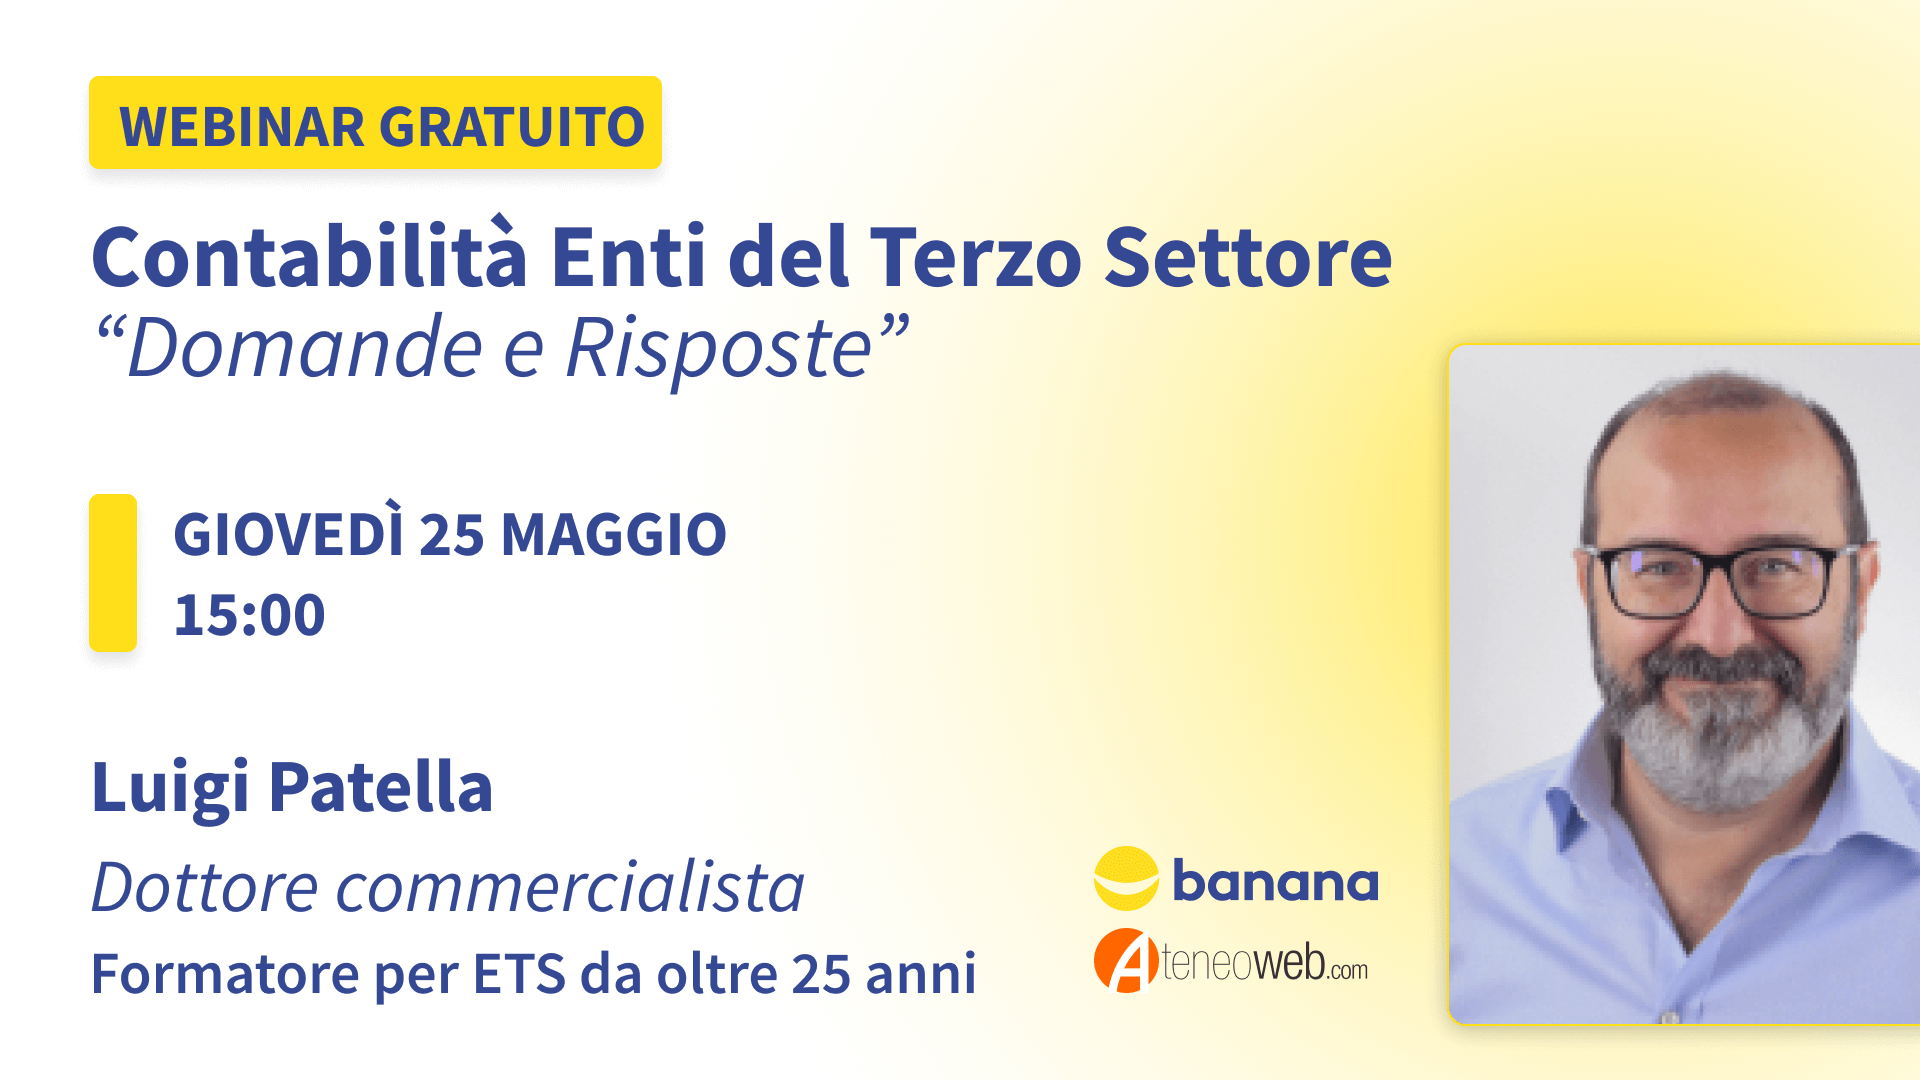 WEBINAR GRATUITO
Contabilità Enti del Terzo Settore
“Domande e Risposte”
GIOVEDÌ 25 MAGGIO
15:00
Luigi Patella
Dottore commercialista
Formatore per ETS da oltre 25 anni
banana
Ateneoweb.com